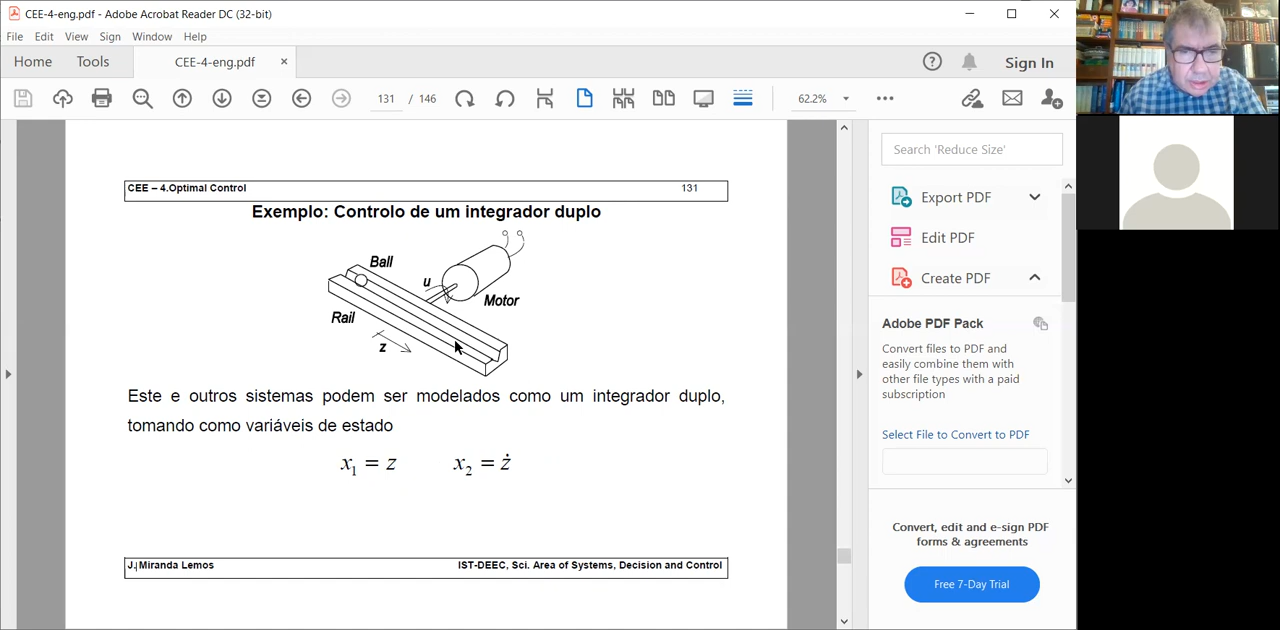 CEE-4-eng.pdf - Adobe Acrobat Reader DC (32-bit)
File Edit View Sign Window Help
Home Tools CEE-4-eng.pdf × Sign In
131 / 146 62.2%
CEE – 4.Optimal Control 131
Exemplo: Controlo de um integrador duplo
Ball
u
Motor
Rail
z
Este e outros sistemas podem ser modelados como um integrador duplo,
tomando como variáveis de estado
x₁ = z x₂ = ż
J. Miranda Lemos IST-DEEC, Sci. Area of Systems, Decision and Control
Search 'Reduce Size'
Export PDF
Edit PDF
Create PDF
Adobe PDF Pack
Convert files to PDF and
easily combine them with
other file types with a paid
subscription
Select File to Convert to PDF
Convert, edit and e-sign PDF
forms & agreements
Free 7-Day Trial